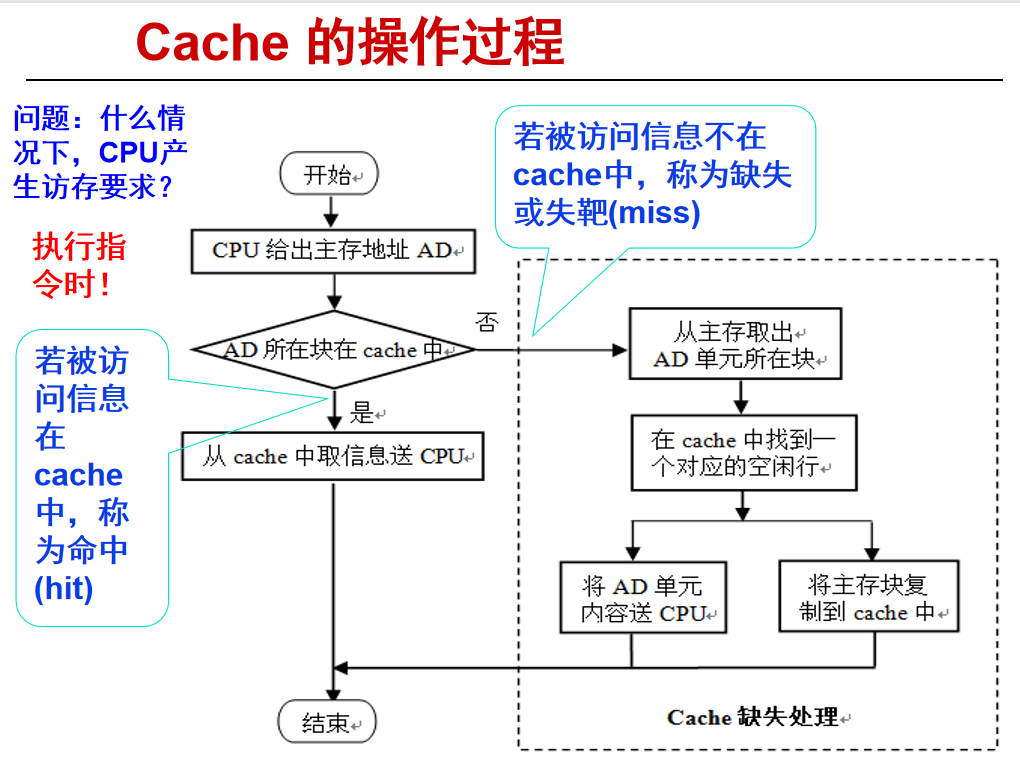 Cache 的操作过程
问题：什么情
况下，CPU产
生访存要求？
执行指
令时！
若被访问信息不在
cache中，称为缺失
或失靶(miss)
若被访
问信息
在
cache
中，称
为命中
(hit)
开始
CPU 给出主存地址 AD
AD 所在块在 cache 中
否
是
从 cache 中取信息送 CPU
从主存取出
AD 单元所在块
在 cache 中找到一
个对应的空闲行
将 AD 单元
内容送 CPU
将主存块复
制到 cache 中
Cache 缺失处理
结束